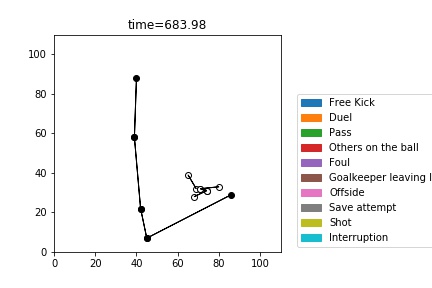 time=683.98
100
80
60
40
20
0
0 20 40 60 80 100
Free Kick
Duel
Pass
Others on the ball
Foul
Goalkeeper leaving l
Offside
Save attempt
Shot
Interruption